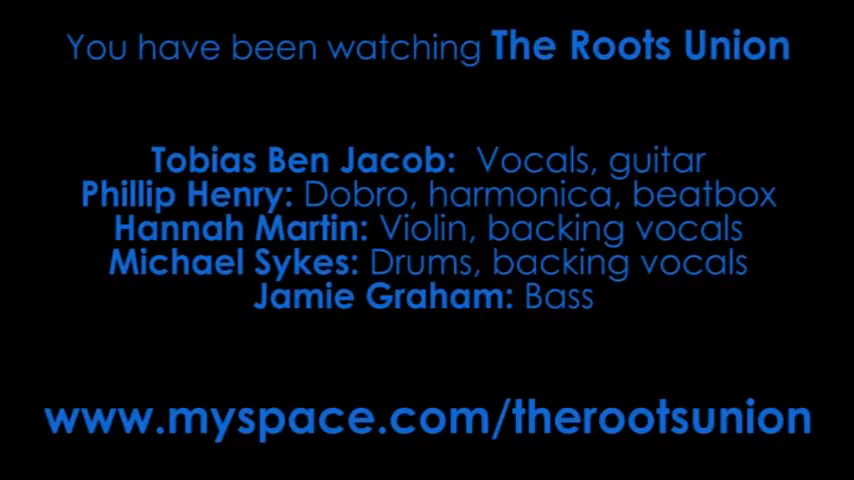 You have been watching The Roots Union
Tobias Ben Jacob: Vocals, guitar
Phillip Henry: Dobro, harmonica, beatbox
Hannah Martin: Violin, backing vocals
Michael Sykes: Drums, backing vocals
Jamie Graham: Bass
www.myspace.com/therootsunion